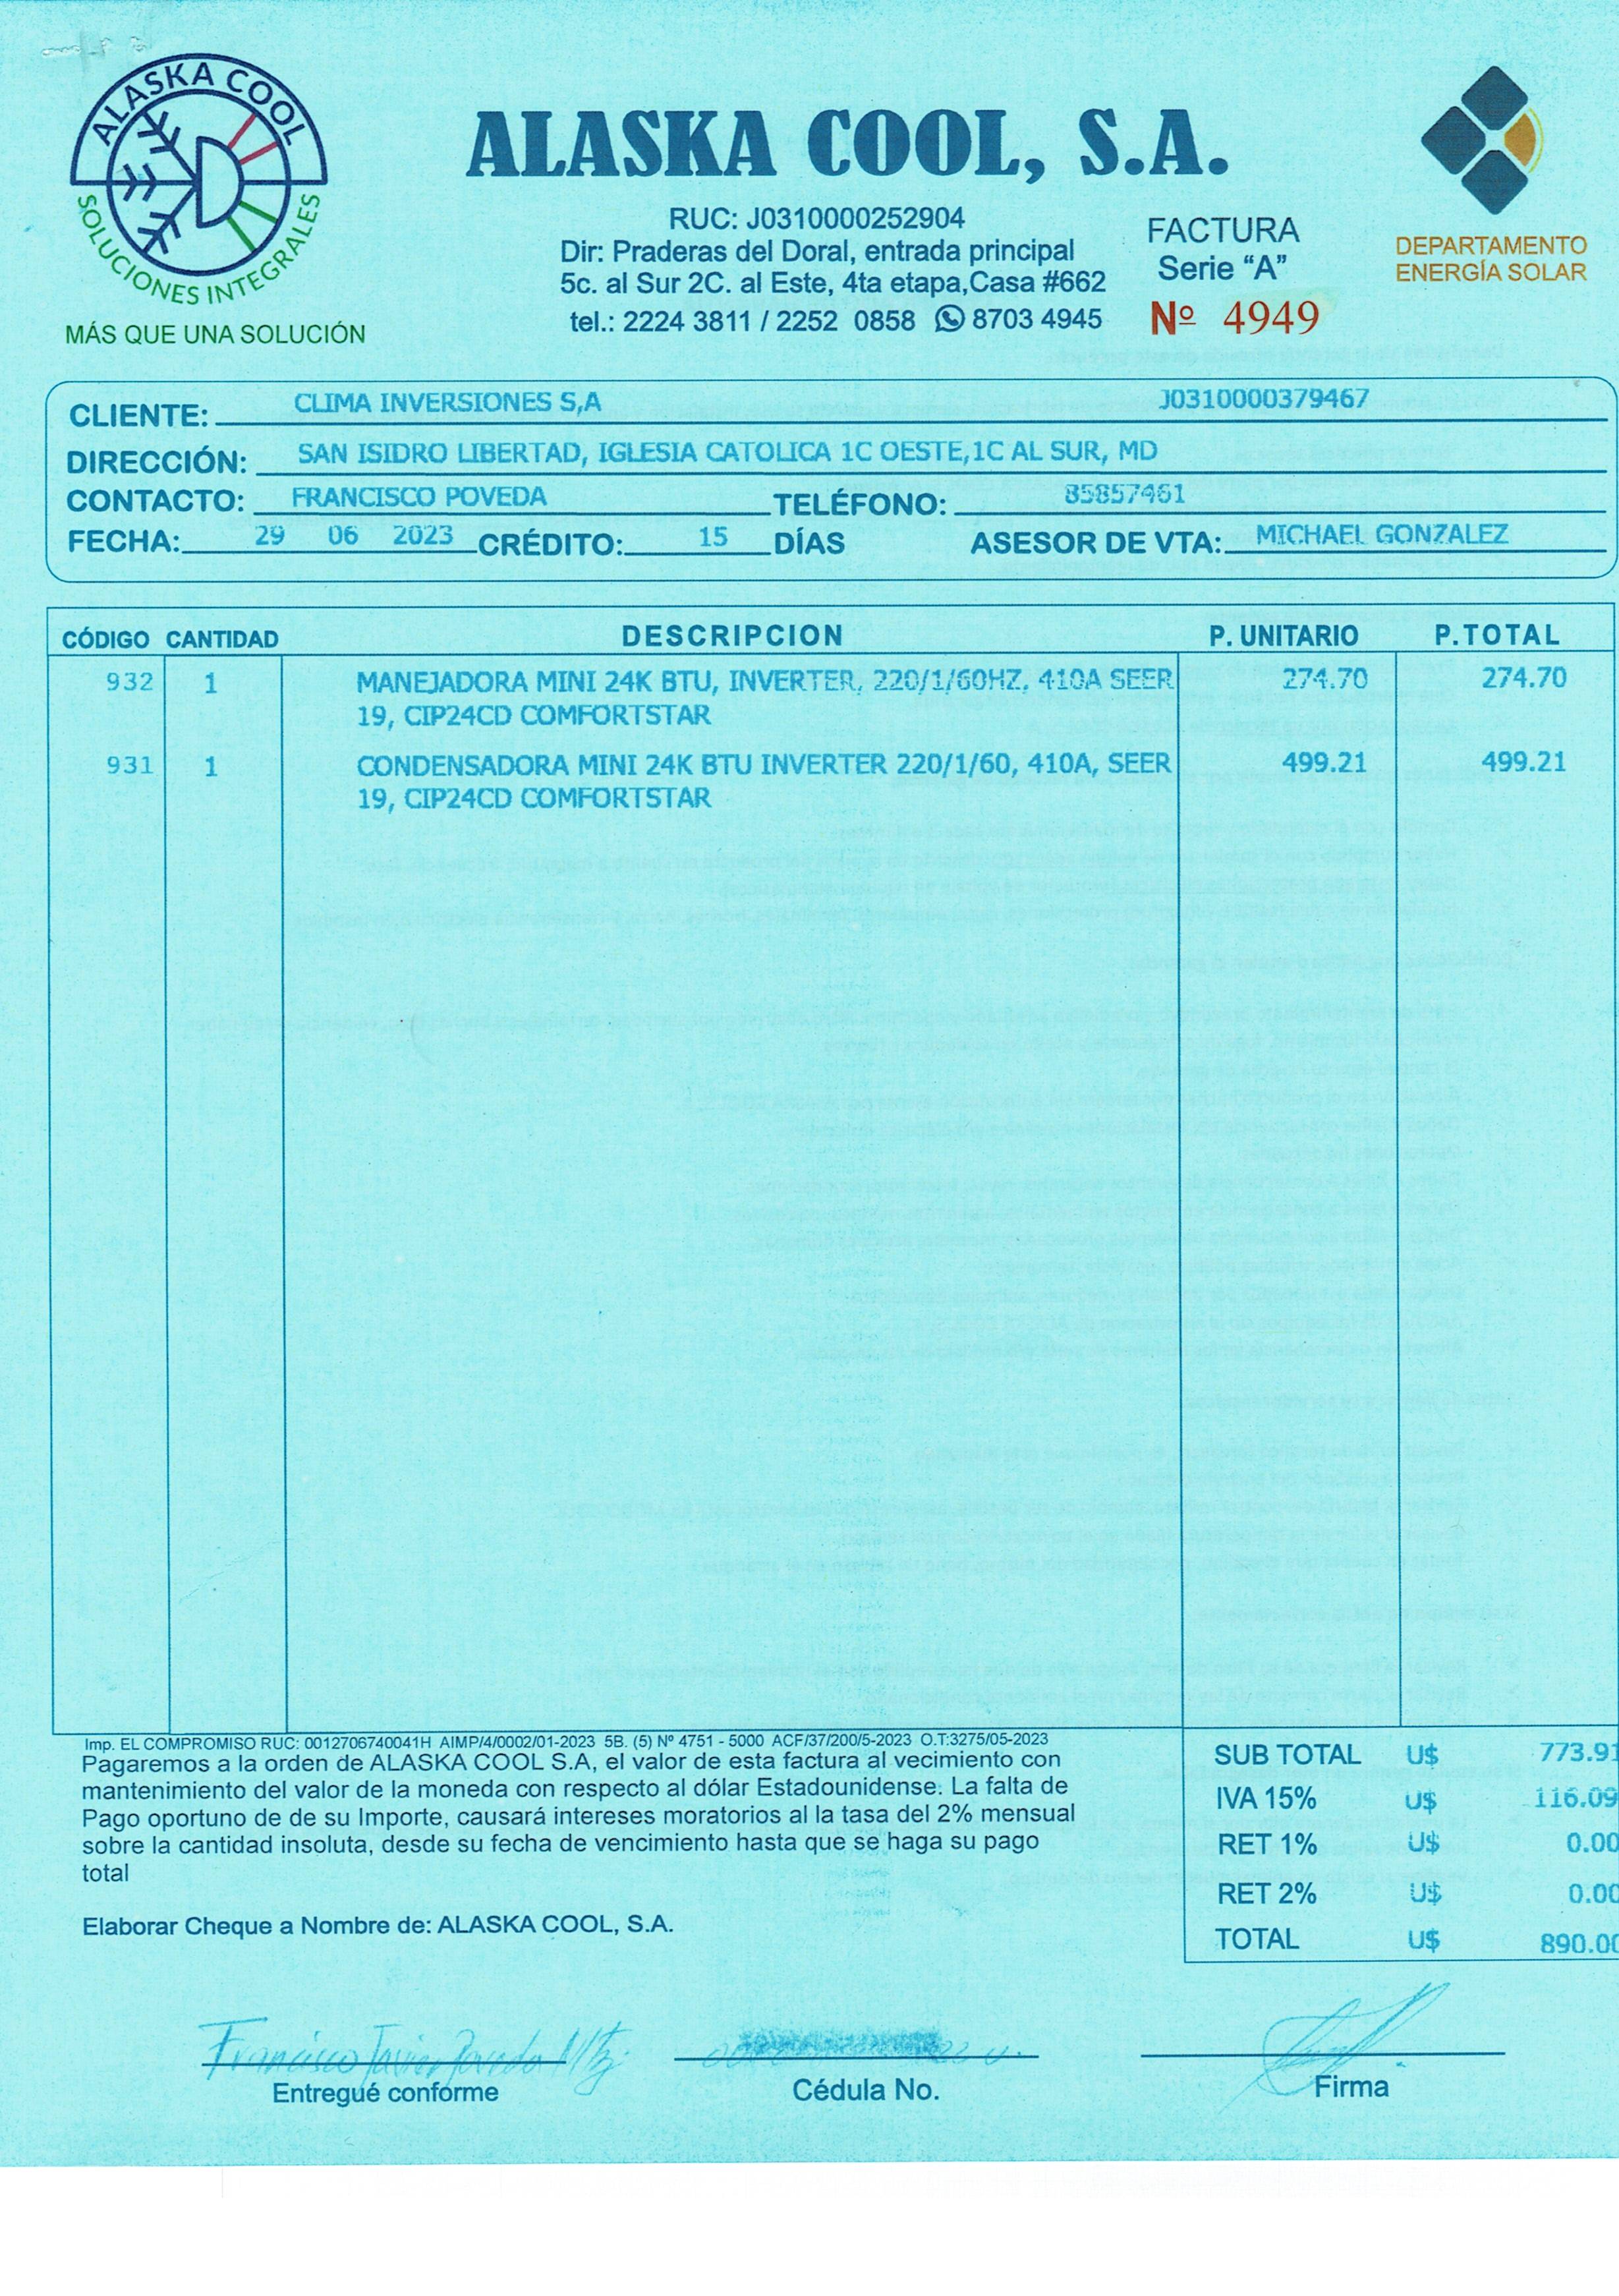 ALASKA COOL
SOLUCIONES INTEGRALES
MÁS QUE UNA SOLUCIÓN
ALASKA COOL, S.A.
RUC: J0310000252904
Dir: Praderas del Doral, entrada principal
5c. al Sur 2C. al Este, 4ta etapa,Casa #662
tel.: 2224 3811 / 2252 0858 8703 4945
FACTURA
Serie “A”
Nº 4949
DEPARTAMENTO
ENERGÍA SOLAR
CLIENTE: CLIMA INVERSIONES S,A J0310000379467
DIRECCIÓN: SAN ISIDRO LIBERTAD, IGLESIA CATOLICA 1C OESTE,1C AL SUR, MD
CONTACTO: FRANCISCO POVEDA TELÉFONO: 85857461
FECHA: 29 06 2023 CRÉDITO: 15 DÍAS ASESOR DE VTA: MICHAEL GONZALEZ
CÓDIGO CANTIDAD DESCRIPCION P. UNITARIO P.TOTAL
932 1 MANEJADORA MINI 24K BTU, INVERTER, 220/1/60HZ, 410A SEER 274.70 274.70
19, CIP24CD COMFORTSTAR
931 1 CONDENSADORA MINI 24K BTU INVERTER 220/1/60, 410A, SEER 499.21 499.21
19, CIP24CD COMFORTSTAR
Imp. EL COMPROMISO RUC: 0012706740041H AIMP/4/0002/01-2023 5B. (5) Nº 4751 - 5000 ACF/37/200/5-2023 O.T:3275/05-2023
Pagaremos a la orden de ALASKA COOL S.A, el valor de esta factura al vecimiento con
mantenimiento del valor de la moneda con respecto al dólar Estadounidense. La falta de
Pago oportuno de de su Importe, causará intereses moratorios al la tasa del 2% mensual
sobre la cantidad insoluta, desde su fecha de vencimiento hasta que se haga su pago
total
Elaborar Cheque a Nombre de: ALASKA COOL, S.A.
SUB TOTAL U$ 773.91
IVA 15% U$ 116.09
RET 1% U$ 0.00
RET 2% U$ 0.00
TOTAL U$ 890.00
Francisco Javier Poveda
Entregué conforme
Cédula No.
Firma